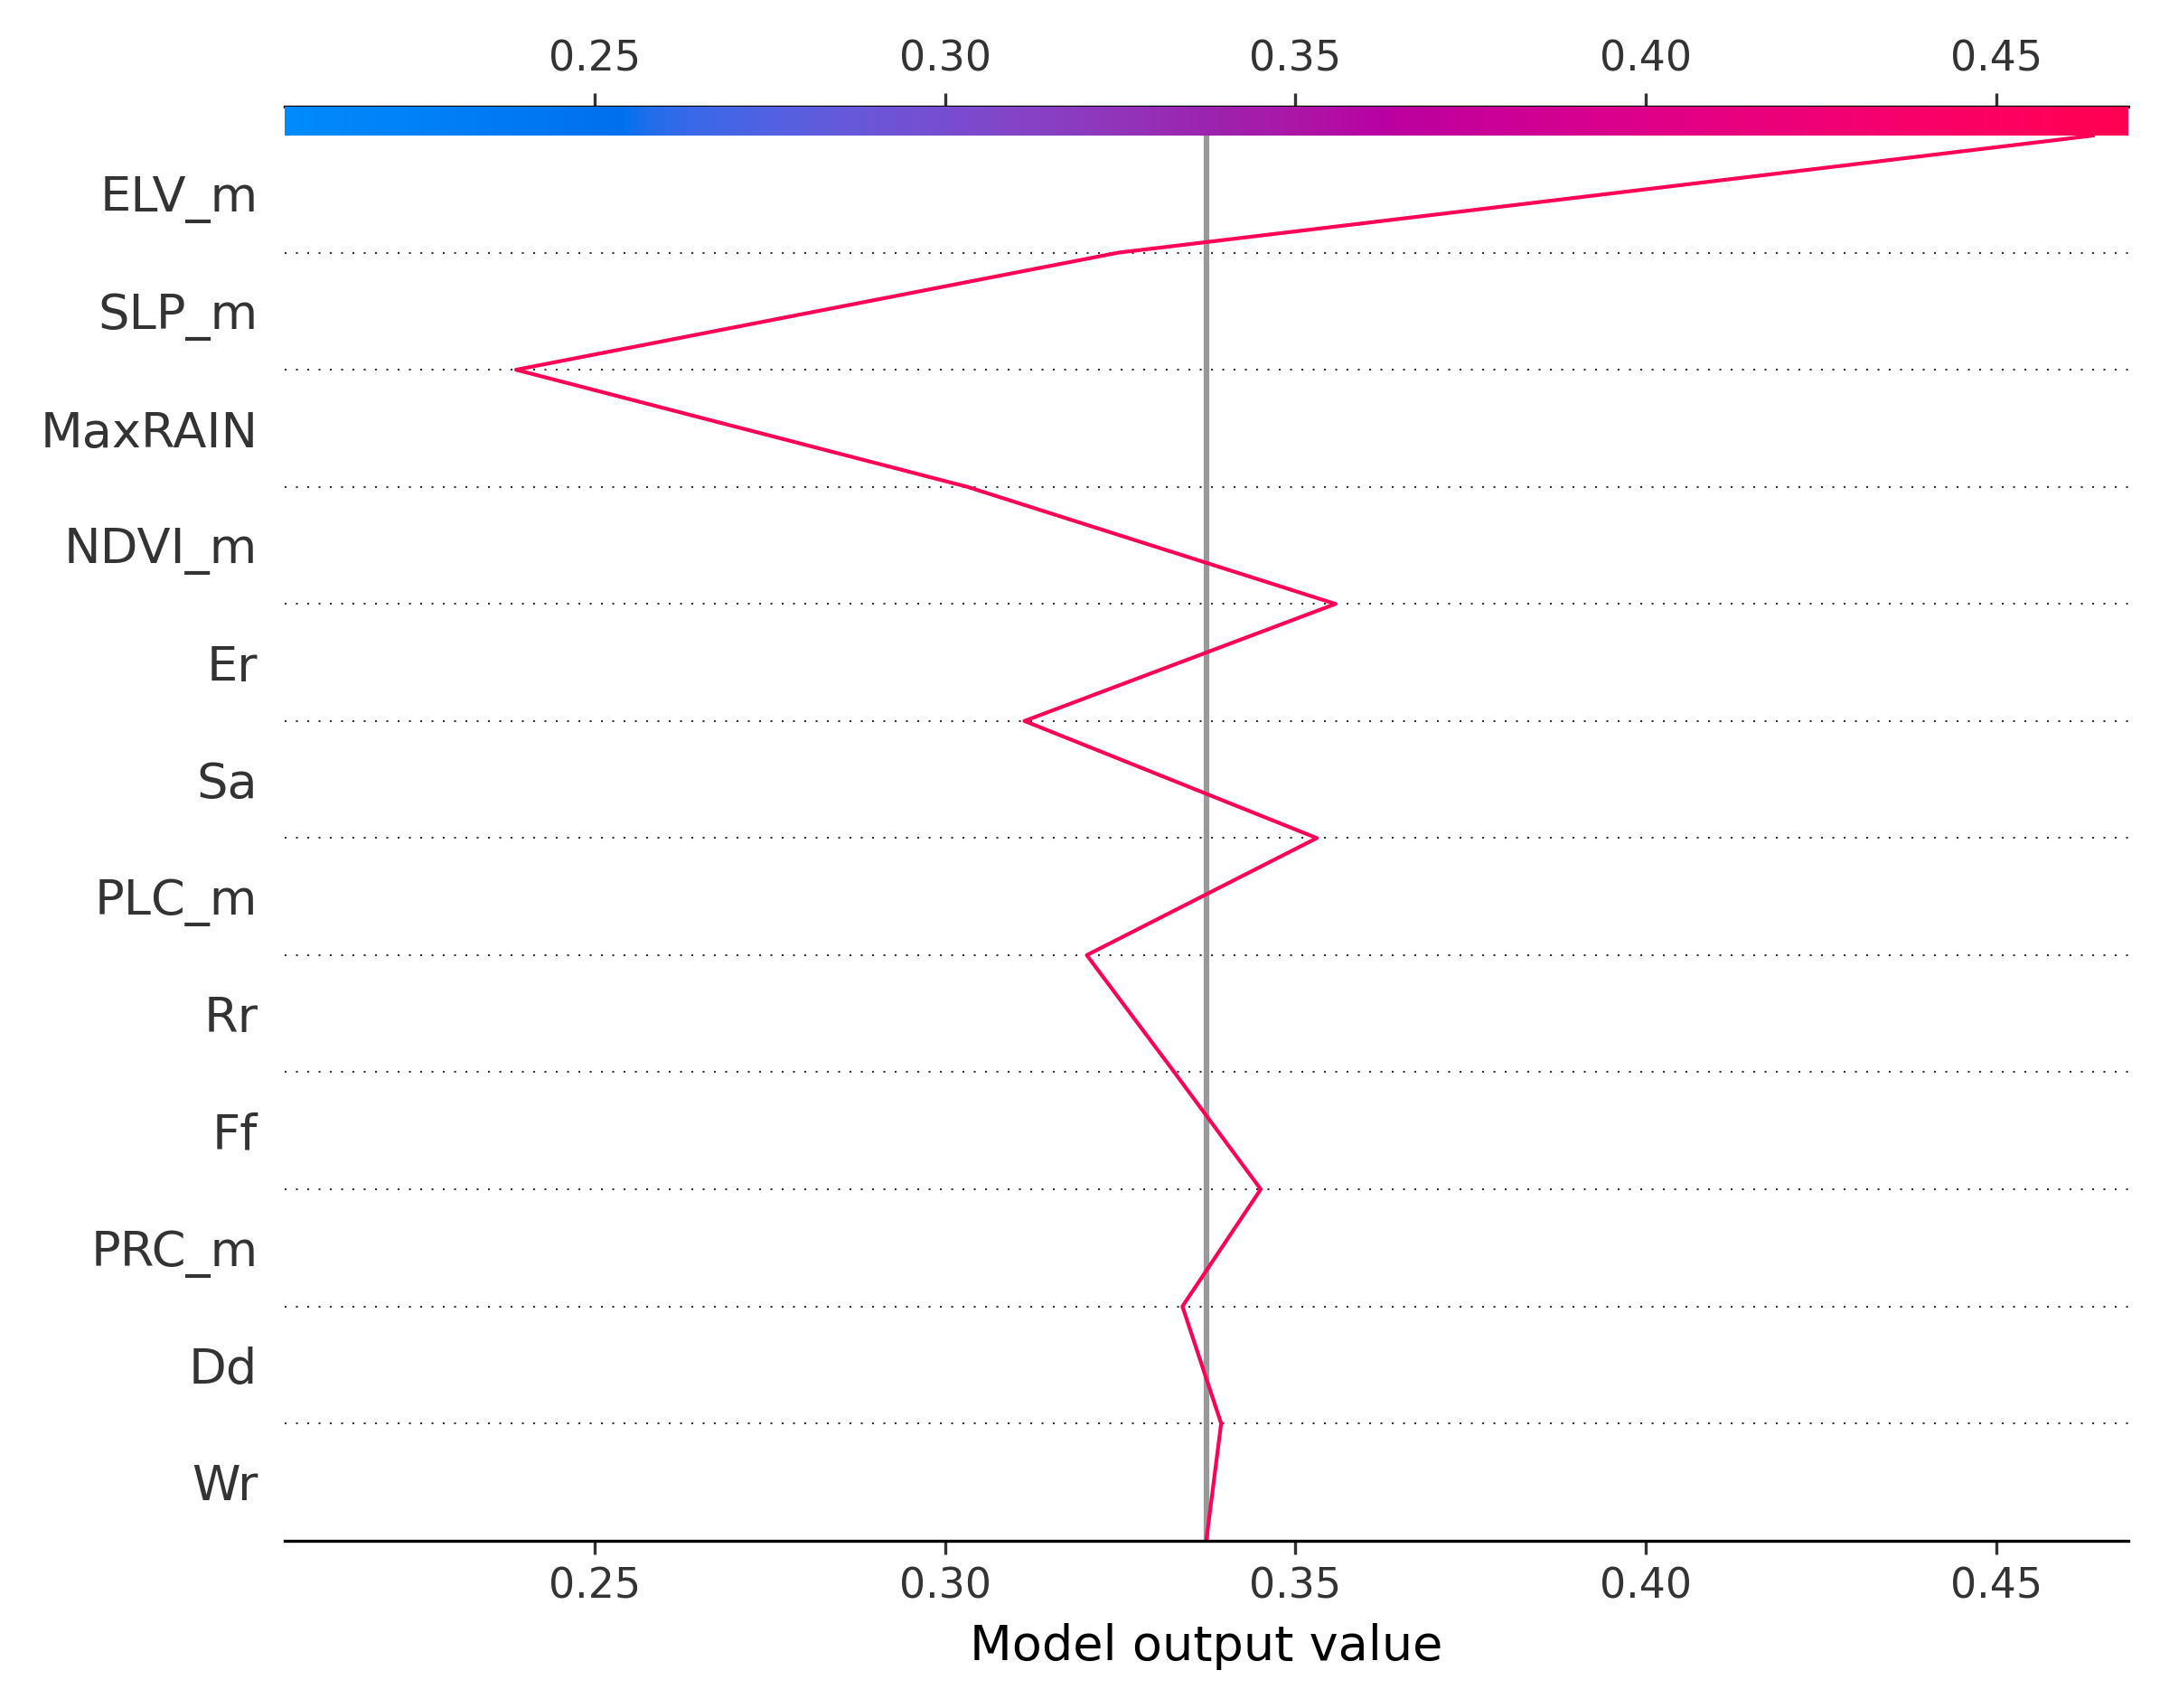 0.25 0.30 0.35 0.40 0.45
ELV_m
SLP_m
MaxRAIN
NDVI_m
Er
Sa
PLC_m
Rr
Ff
PRC_m
Dd
Wr
0.25 0.30 0.35 0.40 0.45
Model output value